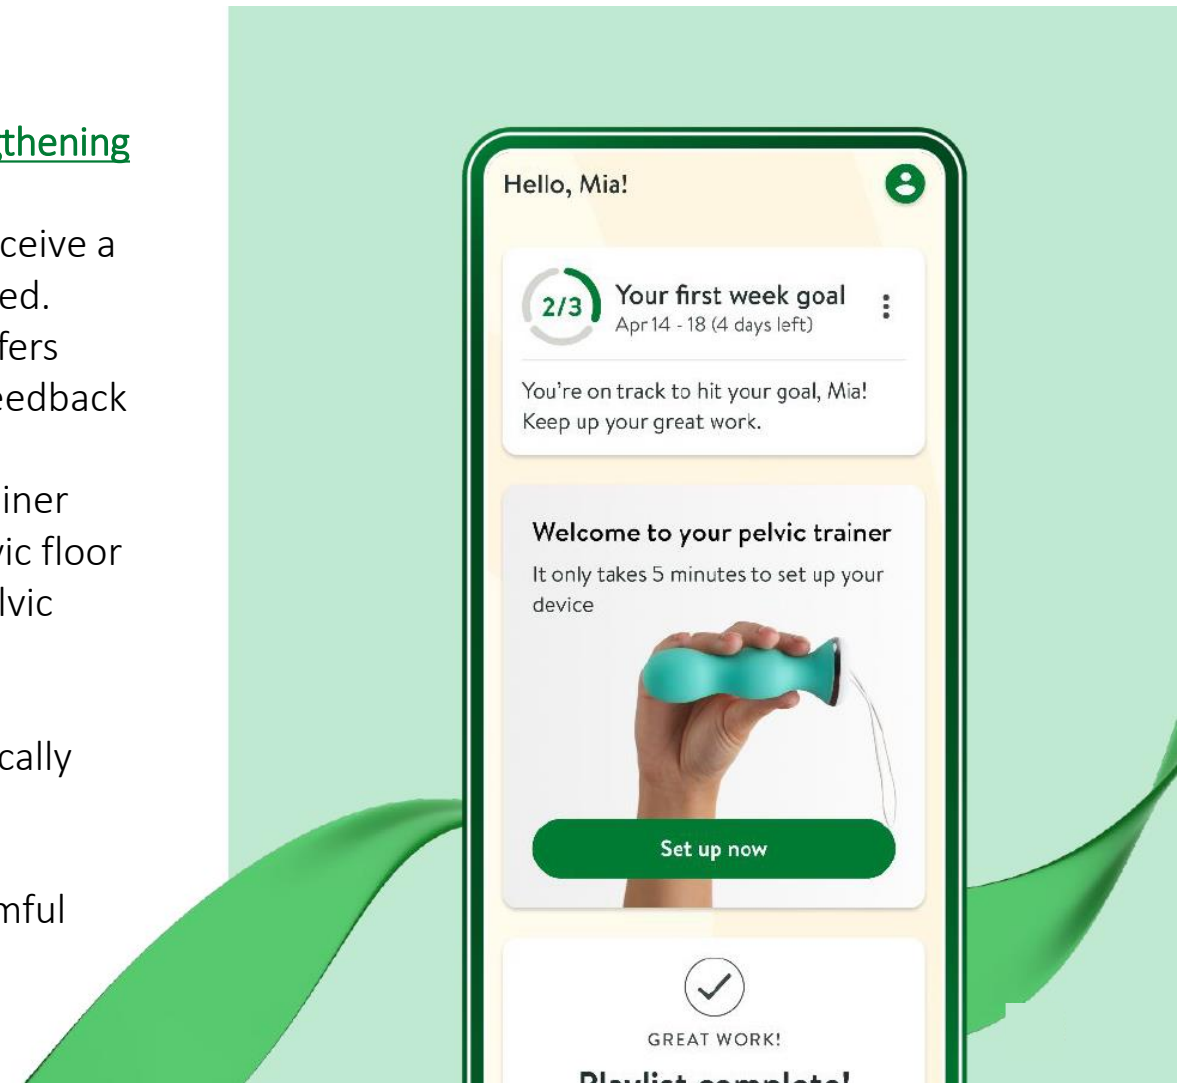 gthening
ceive a
ed.
fers
eedback
iner
vic floor
lvic
cally
mful
Hello, Mia!
2/3
Your first week goal
Apr 14 - 18 (4 days left)
You're on track to hit your goal, Mia!
Keep up your great work.
Welcome to your pelvic trainer
It only takes 5 minutes to set up your
device
Set up now
GREAT WORK!
Playlist complete!